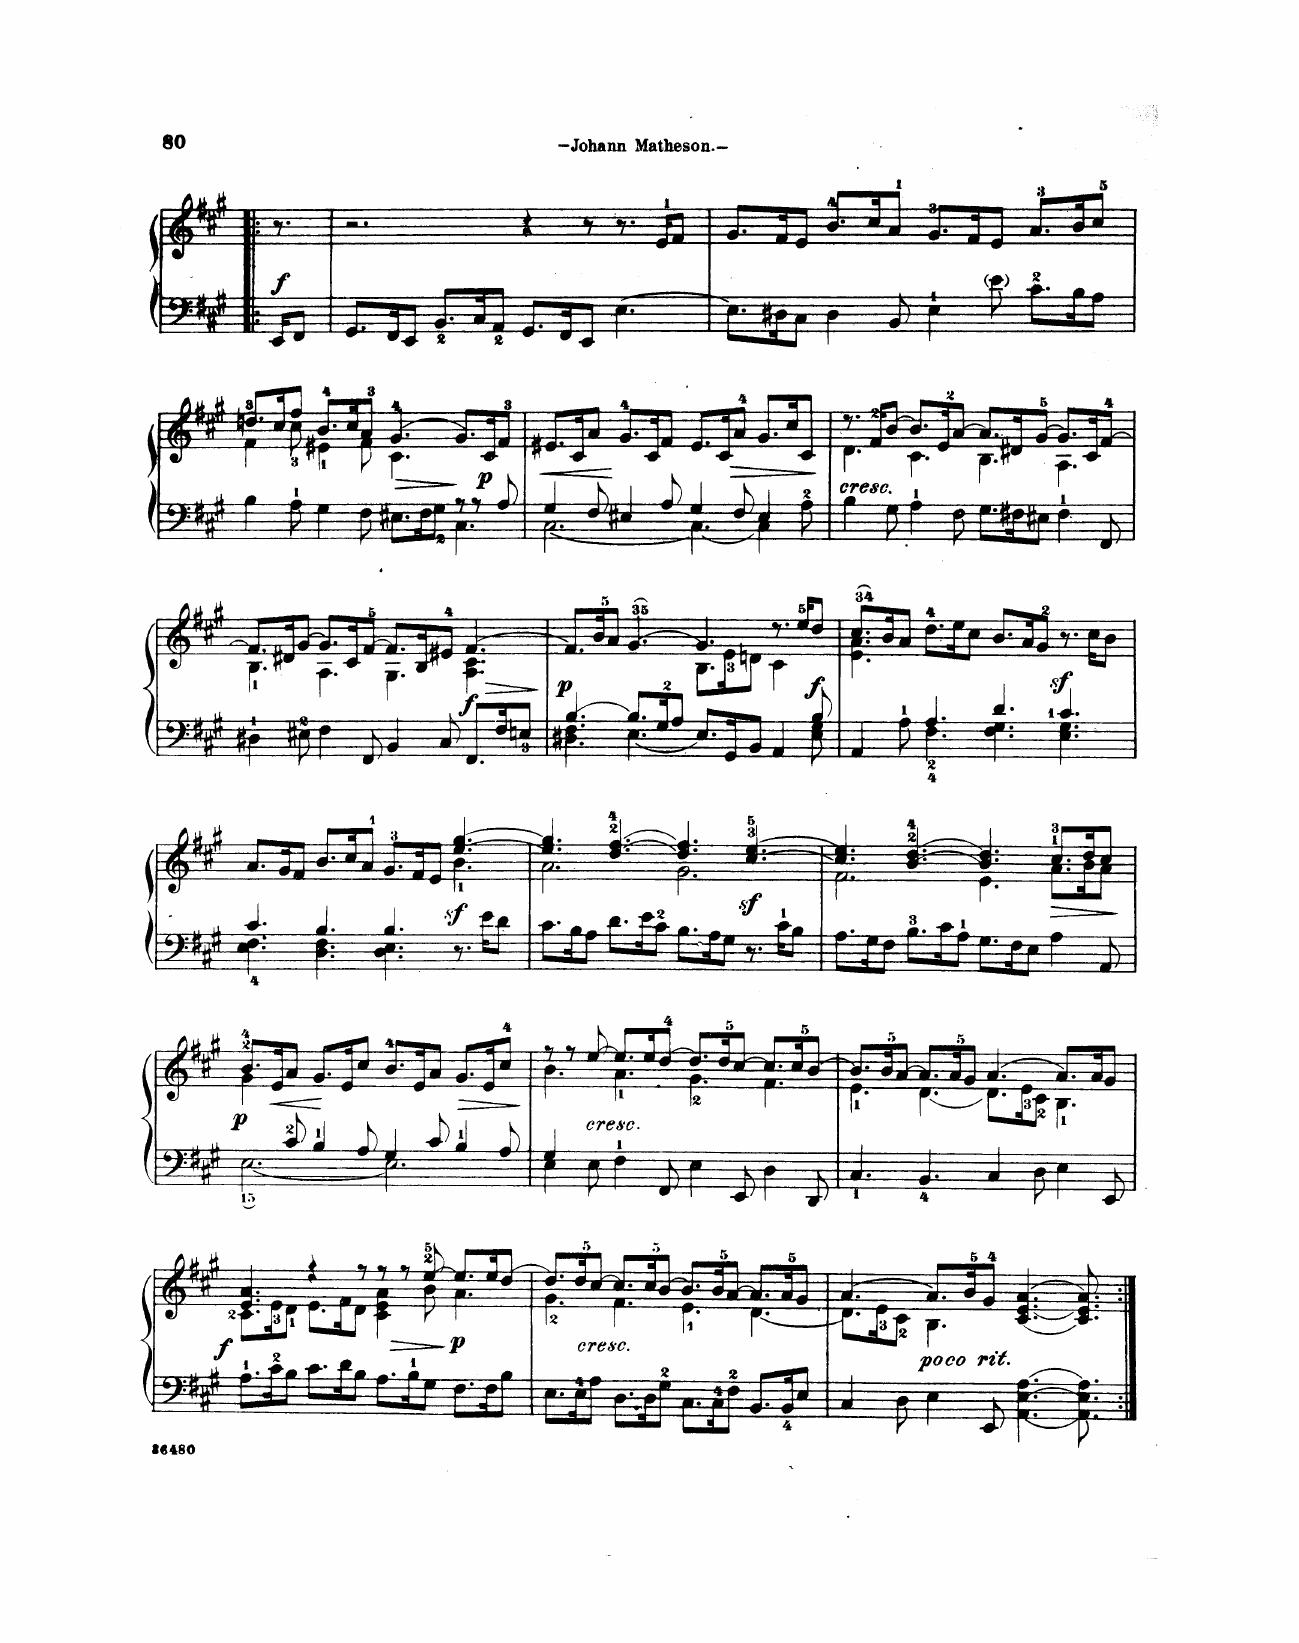 80
—Johann Matheson.—
f
p
cresc.
f
p
f
sf
sf
sf
p
cresc.
f
p
cresc.
poco rit.
36480